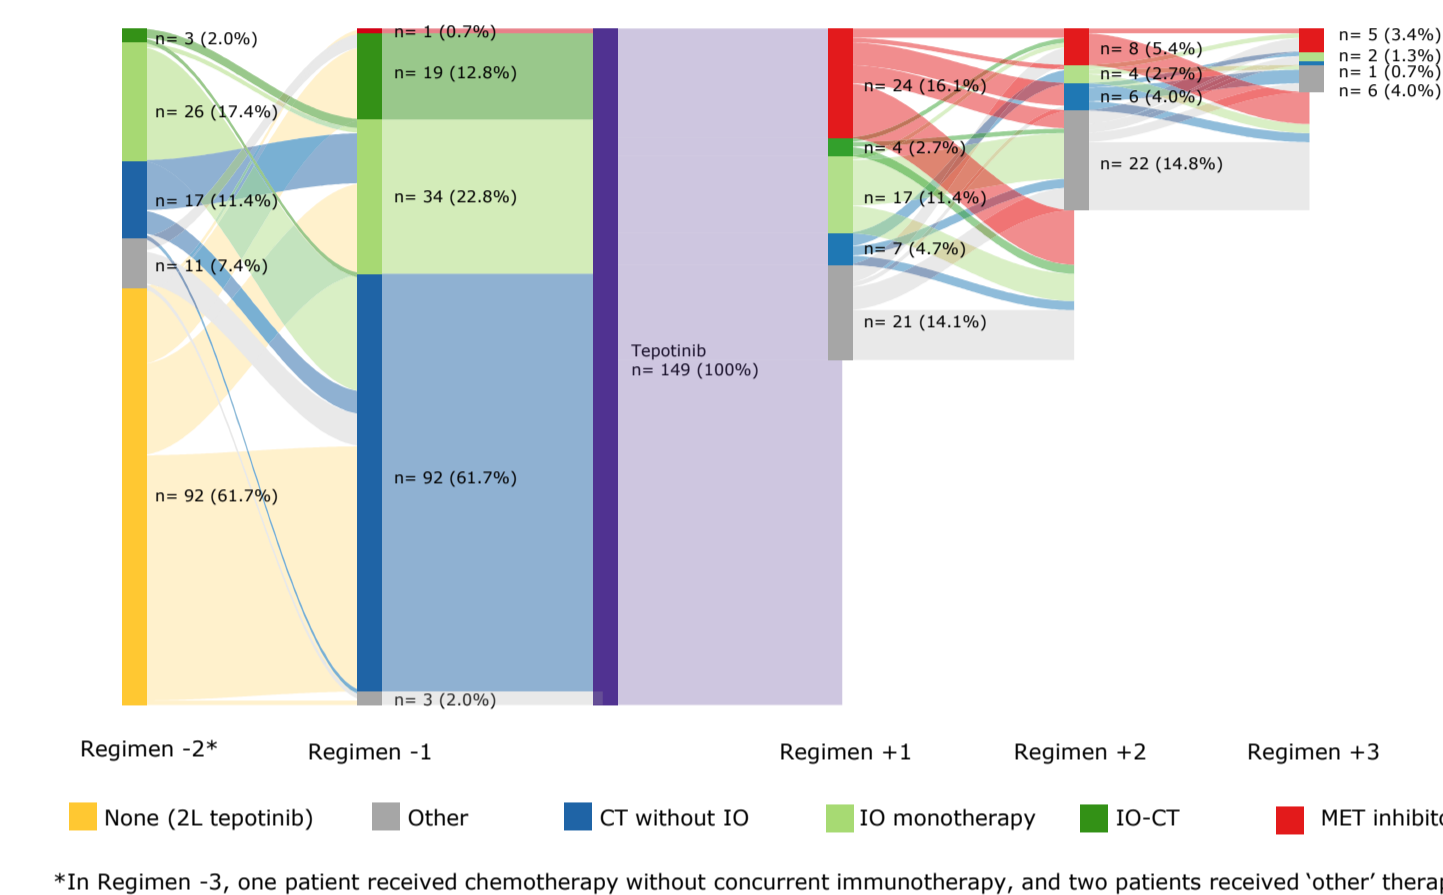 n= 3 (2.0%)
n= 26 (17.4%)
n= 17 (11.4%)
n= 11 (7.4%)
n= 92 (61.7%)
n= 1 (0.7%)
n= 19 (12.8%)
n= 34 (22.8%)
n= 92 (61.7%)
n= 3 (2.0%)
Tepotinib
n= 149 (100%)
n= 24 (16.1%)
n= 4 (2.7%)
n= 17 (11.4%)
n= 7 (4.7%)
n= 21 (14.1%)
n= 8 (5.4%)
n= 4 (2.7%)
n= 6 (4.0%)
n= 22 (14.8%)
n= 5 (3.4%)
n= 2 (1.3%)
n= 1 (0.7%)
n= 6 (4.0%)
Regimen -2* Regimen -1 Regimen +1 Regimen +2 Regimen +3
None (2L tepotinib) Other CT without IO IO monotherapy IO-CT MET
*In Regimen -3, one patient received chemotherapy without concurrent immunotherapy, and two patients received ‘other’